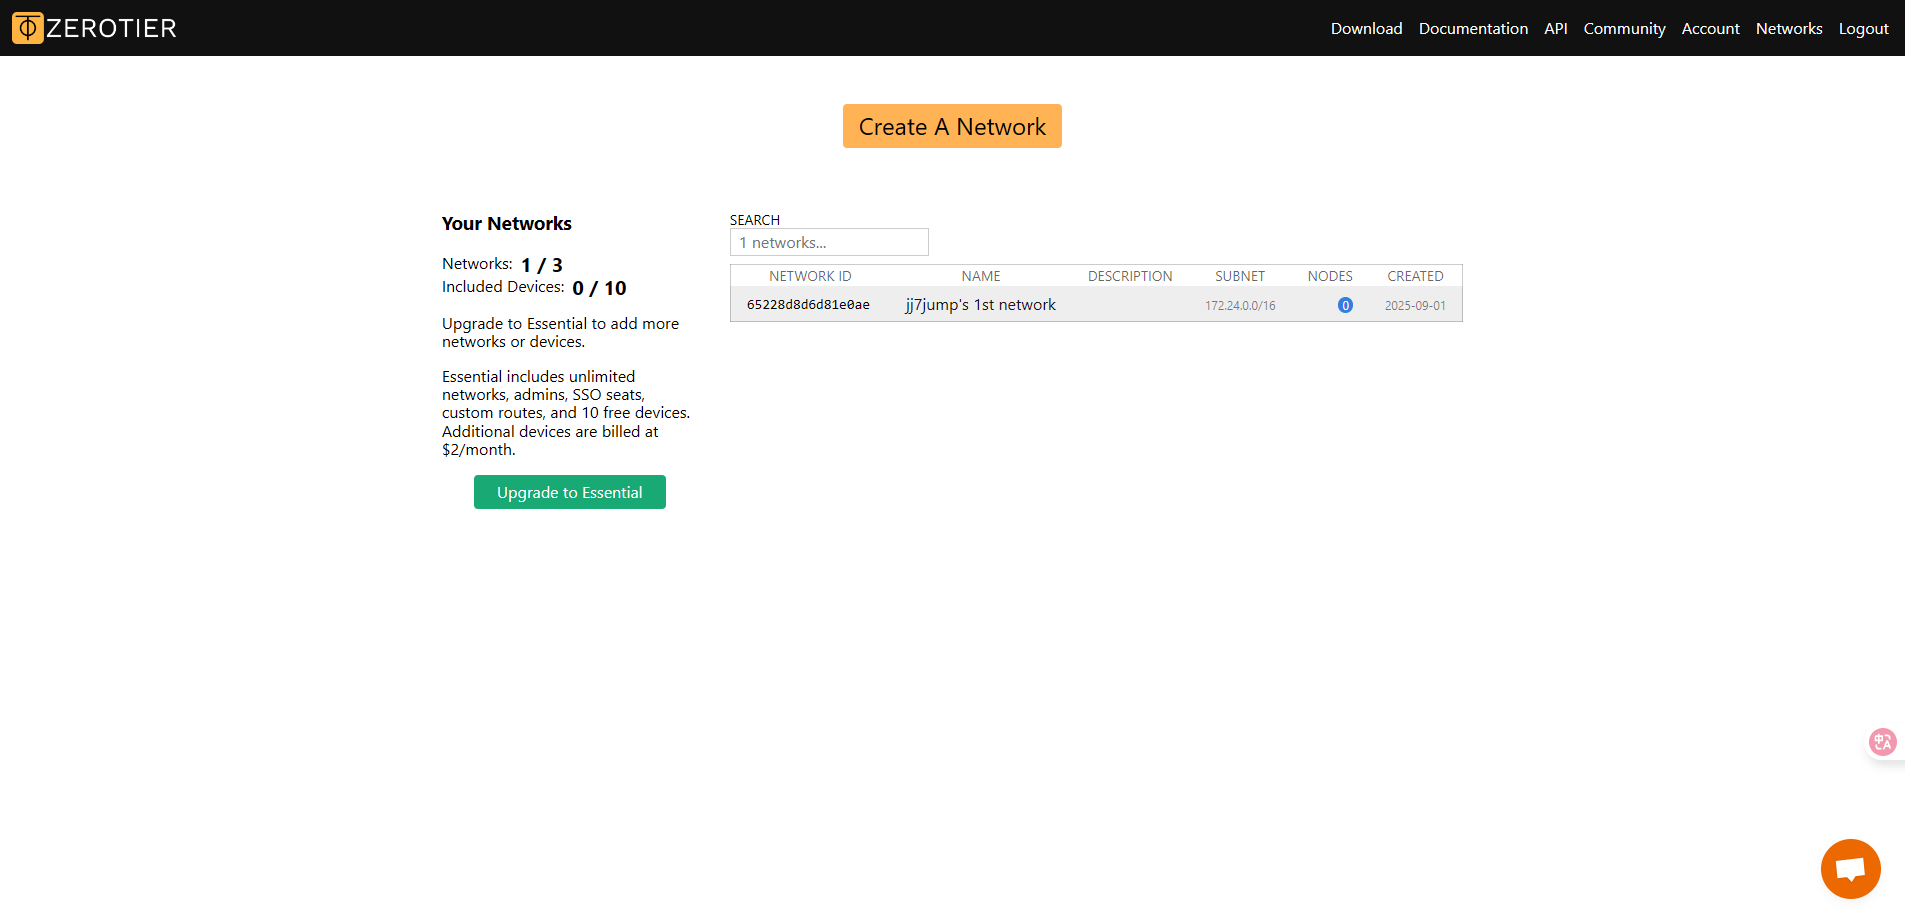 ZEROTIER
Download Documentation API Community Account Networks Logout
Create A Network
Your Networks
Networks: 1 / 3
Included Devices: 0 / 10
Upgrade to Essential to add more
networks or devices.
Essential includes unlimited
networks, admins, SSO seats,
custom routes, and 10 free devices.
Additional devices are billed at
$2/month.
Upgrade to Essential
SEARCH
1 networks...
NETWORK ID NAME DESCRIPTION SUBNET NODES CREATED
65228d8d6d81e0ae jj7jump's 1st network 172.24.0.0/16 0 2025-09-01
中 A